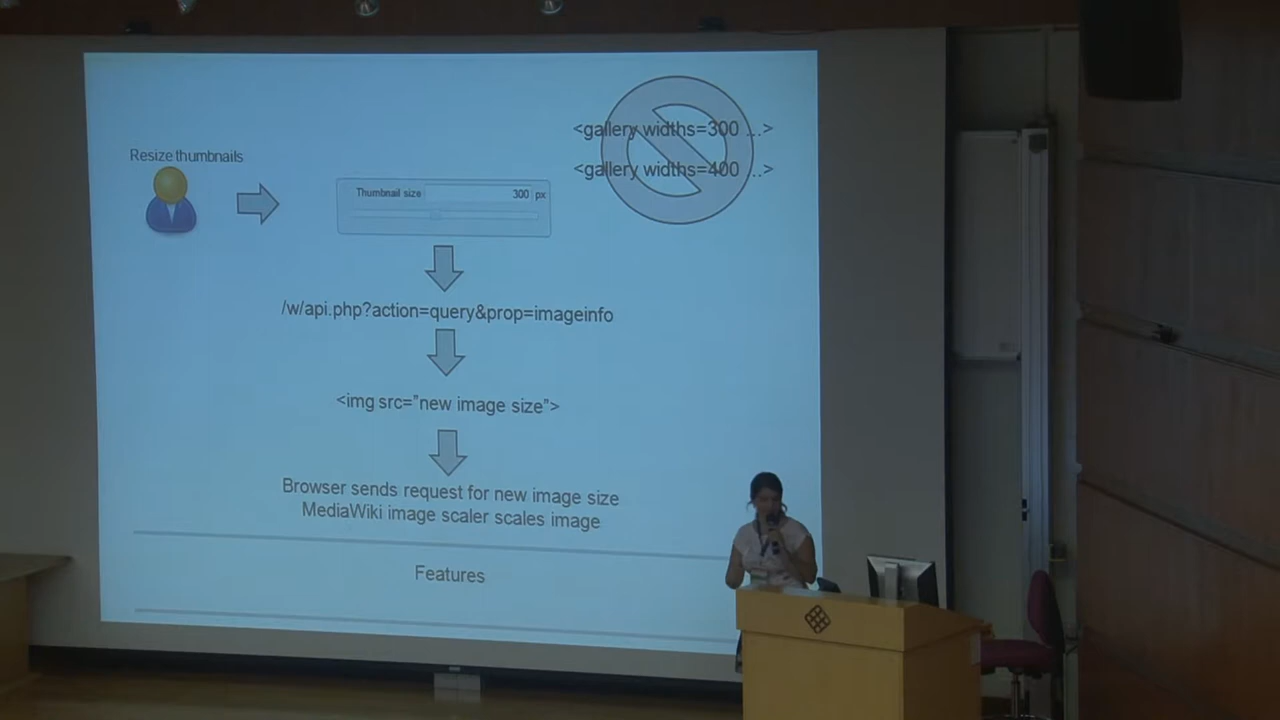 <gallery widths=300 ...>
<gallery widths=400 ...>
Resize thumbnails
Thumbnail size 300 px
/w/api.php?action=query&prop=imageinfo
<img src="new image size">
Browser sends request for new image size
MediaWiki image scaler scales image
Features